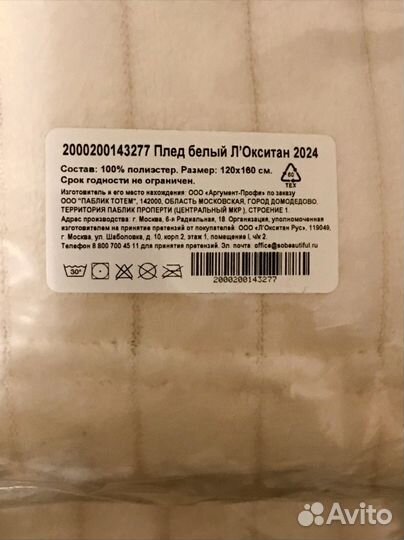 2000200143277 Плед белый Л'Окситан 2024
Состав: 100% полиэстер. Размер: 120х160 см.
Срок годности не ограничен.
Изготовитель и его место нахождения: ООО «Аргумент-Профи» по заказу
ООО "ПАБЛИК ТОТЕМ", 142000, ОБЛАСТЬ МОСКОВСКАЯ, ГОРОД ДОМОДЕДОВО,
ТЕРРИТОРИЯ ПАБЛИК ПРОПЕРТИ (ЦЕНТРАЛЬНЫЙ МКР.), СТРОЕНИЕ 1.
Адрес производства: г. Москва, 6-я Радиальная, 18. Организация, уполномоченная
изготовителем на принятие претензий от покупателей: ООО «Л'Окситан Рус», 119049,
г. Москва, ул. Шаболовка, д. 10, корп.2, этаж 1, помещение I, ч/к 2.
Телефон 8 800 700 45 11 для принятия претензий. Эл. почта: office@sobeautiful.ru
60
TEX
30°
2000200143277
Avito